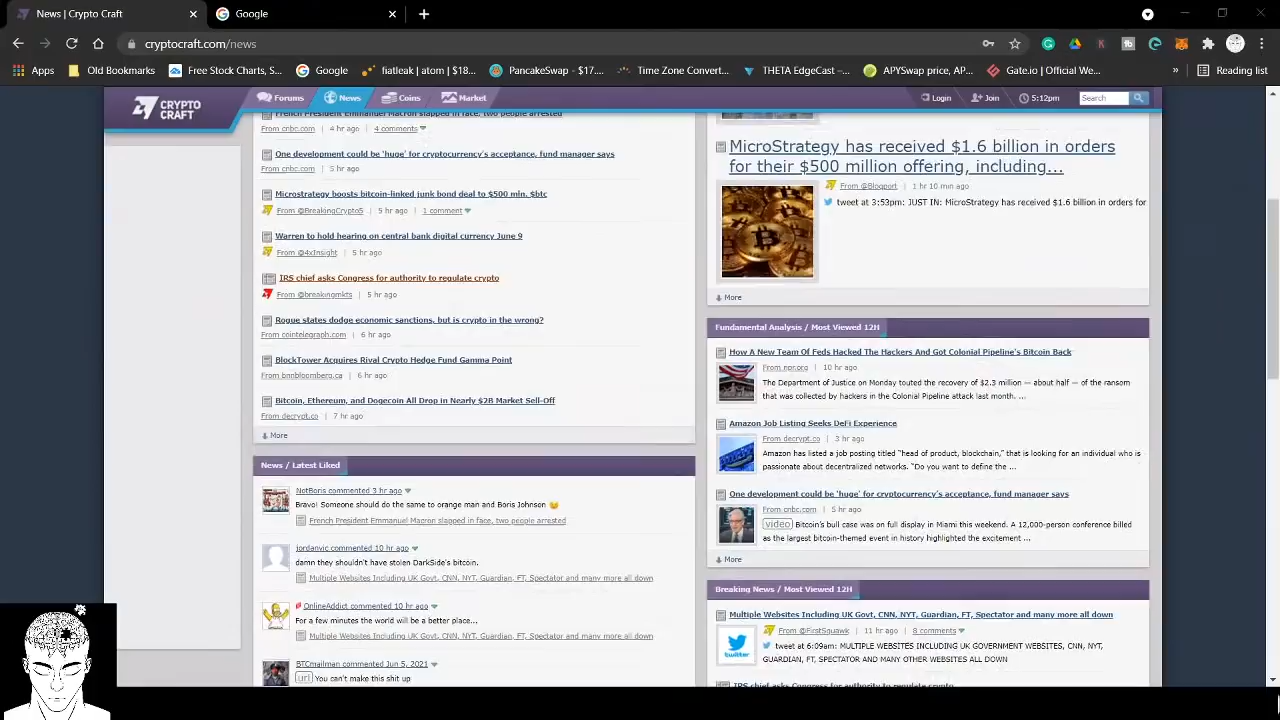 News | Crypto Craft
Google
cryptocraft.com/news
Apps
Old Bookmarks
Free Stock Charts, S...
Google
fiatleak | atom | $18...
PancakeSwap - $17....
Time Zone Convert...
THETA EdgeCast - ...
APYSwap price, AP...
Gate.io | Official We...
»
Reading list
CRYPTO
CRAFT
Forums
News
Coins
Market
Login
Join
5:12pm
Search
French President Emmanuel Macron slapped in face, two people arrested
From cnbc.com | 4 hr ago | 4 comments
One development could be 'huge' for cryptocurrency's acceptance, fund manager says
From cnbc.com | 5 hr ago
Microstrategy boosts bitcoin-linked junk bond deal to $500 mln. $btc
From @BreakingCrypto5 | 5 hr ago | 1 comment
Warren to hold hearing on central bank digital currency June 9
From @4xInsight | 5 hr ago
IRS chief asks Congress for authority to regulate crypto
From @breakingmkts | 5 hr ago
Rogue states dodge economic sanctions, but is crypto in the wrong?
From cointelegraph.com | 6 hr ago
BlockTower Acquires Rival Crypto Hedge Fund Gamma Point
From bnnbloomberg.ca | 6 hr ago
Bitcoin, Ethereum, and Dogecoin All Drop in Nearly $2B Market Sell-Off
From decrypt.co | 7 hr ago
More
News / Latest Liked
NotBoris commented 3 hr ago
Bravo! Someone should do the same to orange man and Boris Johnsen 😉
French President Emmanuel Macron slapped in face, two people arrested
jordanvic commented 10 hr ago
damn they shouldn't have stolen DarkSide's bitcoin.
Multiple Websites Including UK Govt, CNN, NYT, Guardian, FT, Spectator and many more all down
OnlineAddict commented 10 hr ago
For a few minutes the world will be a better place...
Multiple Websites Including UK Govt, CNN, NYT, Guardian, FT, Spectator and many more all down
BTCmailman commented Jun 5, 2021
url You can't make this shit up
MicroStrategy has received $1.6 billion in orders
for their $500 million offering, including...
From @Blogport | 1 hr 10 min ago
tweet at 3:53pm: JUST IN: MicroStrategy has received $1.6 billion in orders for
More
Fundamental Analysis / Most Viewed 12H
How A New Team Of Feds Hacked The Hackers And Got Colonial Pipeline's Bitcoin Back
From npr.org | 10 hr ago
The Department of Justice on Monday touted the recovery of $2.3 million — about half — of the ransom
that was collected by hackers in the Colonial Pipeline attack last month. ...
Amazon Job Listing Seeks DeFi Experience
From decrypt.co | 3 hr ago
Amazon has listed a job posting titled "head of product, blockchain," that is looking for an individual who is
passionate about decentralized networks. "Do you want to define the ...
One development could be 'huge' for cryptocurrency's acceptance, fund manager says
From cnbc.com | 5 hr ago
video Bitcoin's bull case was on full display in Miami this weekend. A 12,000-person conference billed
as the largest bitcoin-themed event in history highlighted the excitement ...
More
Breaking News / Most Viewed 12H
Multiple Websites Including UK Govt, CNN, NYT, Guardian, FT, Spectator and many more all down
From @FirstSquawk | 11 hr ago | 8 comments
twitter
tweet at 6:09am: MULTIPLE WEBSITES INCLUDING UK GOVERNMENT WEBSITES, CNN, NYT,
GUARDIAN, FT, SPECTATOR AND MANY OTHER WEBSITES ALL DOWN
IRS chief asks Congress for authority to regulate crypto